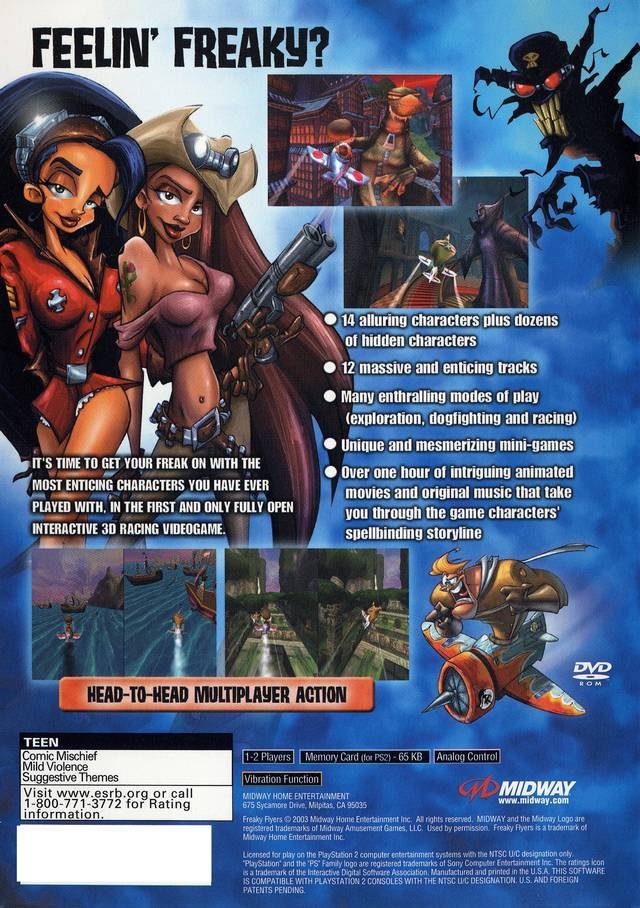 FEELIN' FREAKY?
14 alluring characters plus dozens
of hidden characters
12 massive and enticing tracks
Many enthralling modes of play
(exploration, dogfighting and racing)
Unique and mesmerizing mini-games
Over one hour of intriguing animated
movies and original music that take
you through the game characters'
spellbinding storyline
IT'S TIME TO GET YOUR FREAK ON WITH THE
MOST ENTICING CHARACTERS YOU HAVE EVER
PLAYED WITH, IN THE FIRST AND ONLY FULLY OPEN
INTERACTIVE 3D RACING VIDEOGAME.
HEAD-TO-HEAD MULTIPLAYER ACTION
DVD
ROM
TEEN
Comic Mischief
Mild Violence
Suggestive Themes
Visit www.esrb.org or call
1-800-771-3772 for Rating
information.
1-2 Players
Memory Card (for PS2) - 65 KB
Analog Control
Vibration Function
MIDWAY
www.midway.com
MIDWAY HOME ENTERTAINMENT
675 Sycamore Drive, Milpitas, CA 95035
Freaky Flyers © 2003 Midway Home Entertainment Inc. All rights reserved. MIDWAY and the Midway Logo are
registered trademarks of Midway Amusement Games, LLC. Used by permission. Freaky Flyers is a trademark of
Midway Home Entertainment Inc.
Licensed for play on the PlayStation 2 computer entertainment systems with the NTSC U/C designation only.
"PlayStation" and the "PS" Family logo are registered trademarks of Sony Computer Entertainment Inc. The ratings icon
is a trademark of the Interactive Digital Software Association. Manufactured and printed in the U.S.A. THIS SOFTWARE
IS COMPATIBLE WITH PLAYSTATION 2 CONSOLES WITH THE NTSC U/C DESIGNATION. U.S. AND FOREIGN
PATENTS PENDING.